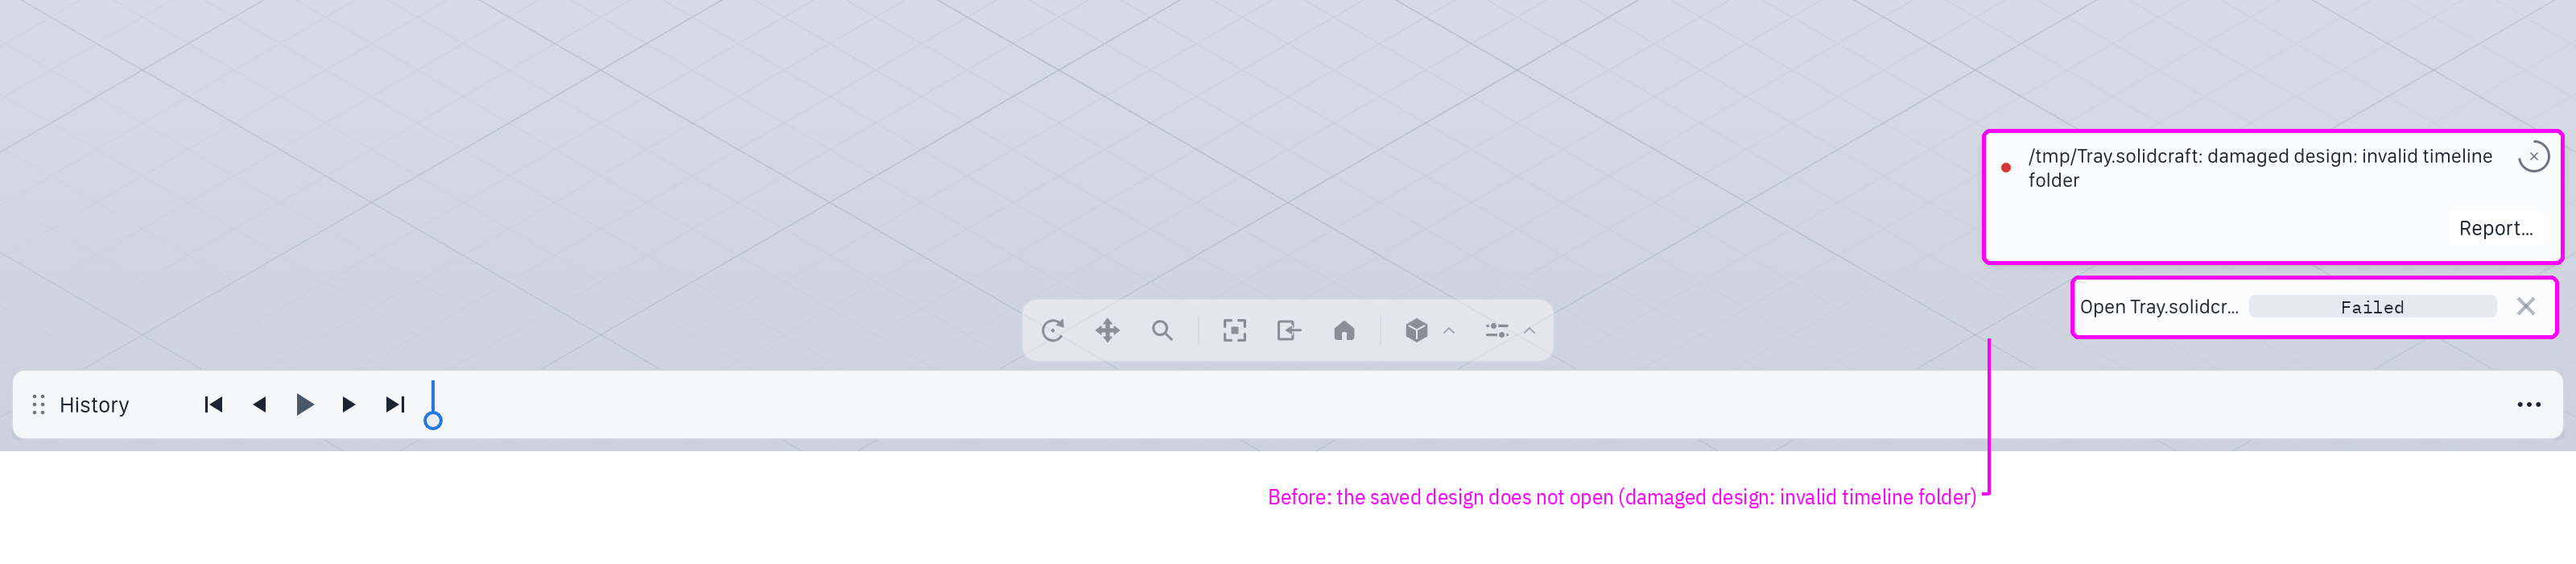 /tmp/Tray.solidcraft: damaged design: invalid timeline
folder
Report...
Open Tray.solidcr... Failed
History
Before: the saved design does not open (damaged design: invalid timeline folder)